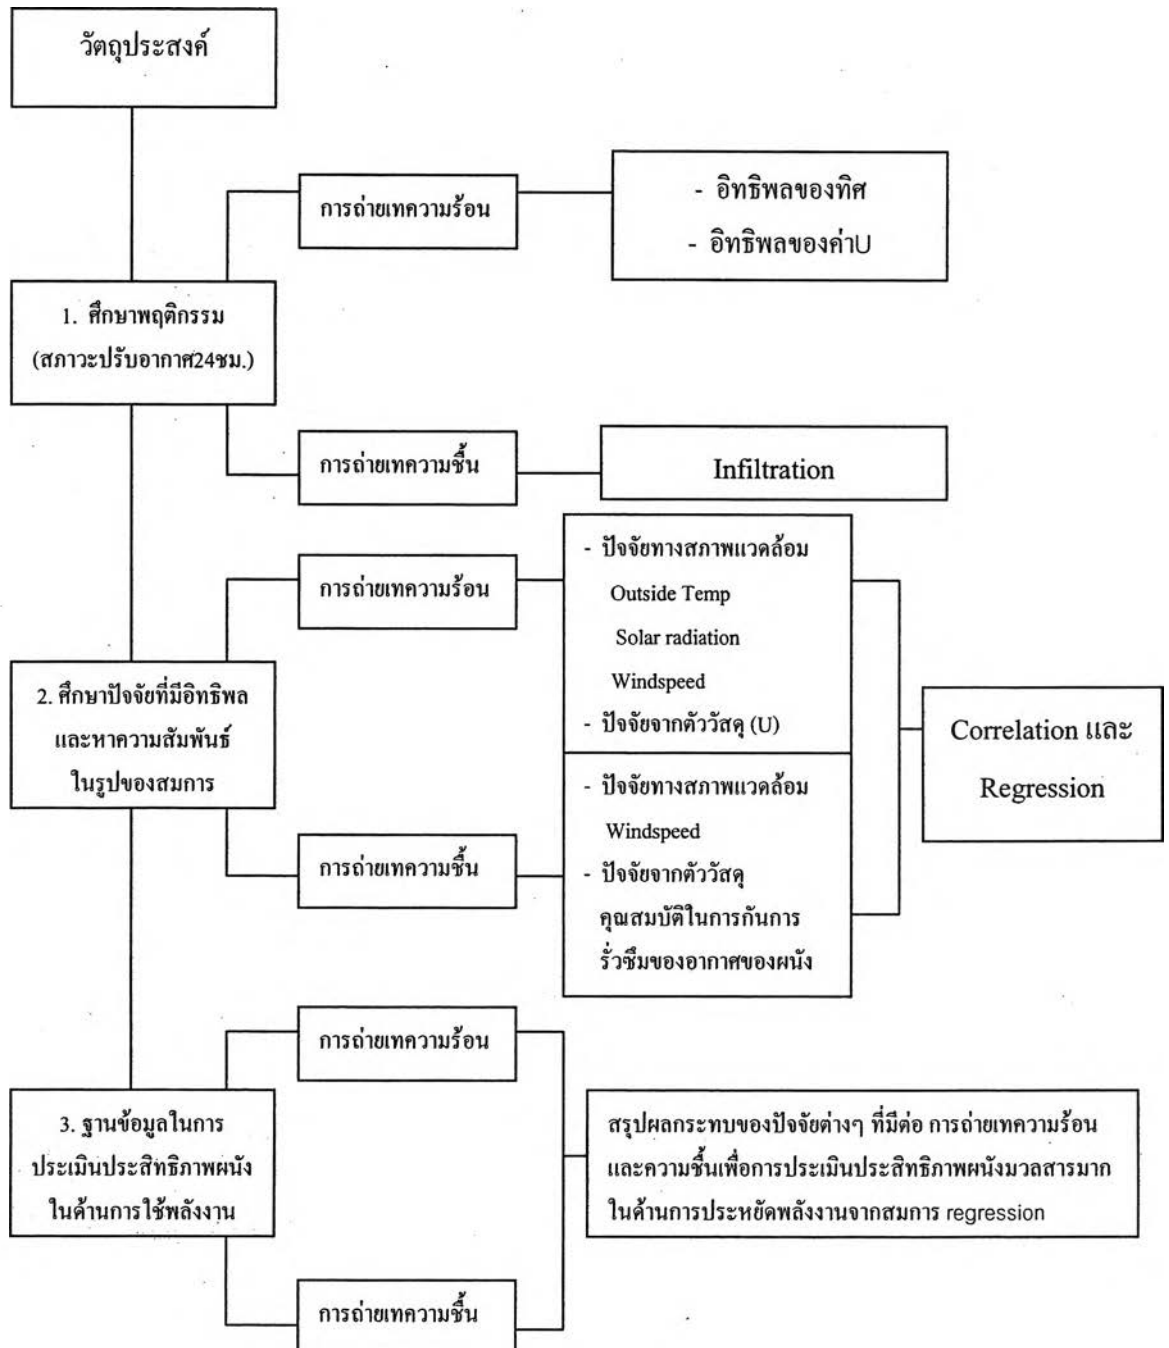 วัตถุประสงค์
การถ่ายเทความร้อน
- อิทธิพลของทิศ
- อิทธิพลของค่าU
1. ศึกษาพฤติกรรม
(สภาวะปรับอากาศ24ชม.)
การถ่ายเทความชื้น
Infiltration
การถ่ายเทความร้อน
- ปัจจัยทางสภาพแวดล้อม
Outside Temp
Solar radiation
Windspeed
- ปัจจัยจากตัววัสดุ (U)
2. ศึกษาปัจจัยที่มีอิทธิพล
และหาความสัมพันธ์
ในรูปของสมการ
Correlation และ
Regression
การถ่ายเทความชื้น
- ปัจจัยทางสภาพแวดล้อม
Windspeed
- ปัจจัยจากตัววัสดุ
คุณสมบัติในการกันการ
รั่วซึมของอากาศของผนัง
การถ่ายเทความร้อน
3. ฐานข้อมูลในการ
ประเมินประสิทธิภาพผนัง
ในด้านการใช้พลังงาน
สรุปผลกระทบของปัจจัยต่างๆ ที่มีต่อ การถ่ายเทความร้อน
และความชื้นเพื่อการประเมินประสิทธิภาพผนังมวลสารมาก
ในด้านการประหยัดพลังงานจากสมการ regression
การถ่ายเทความชื้น